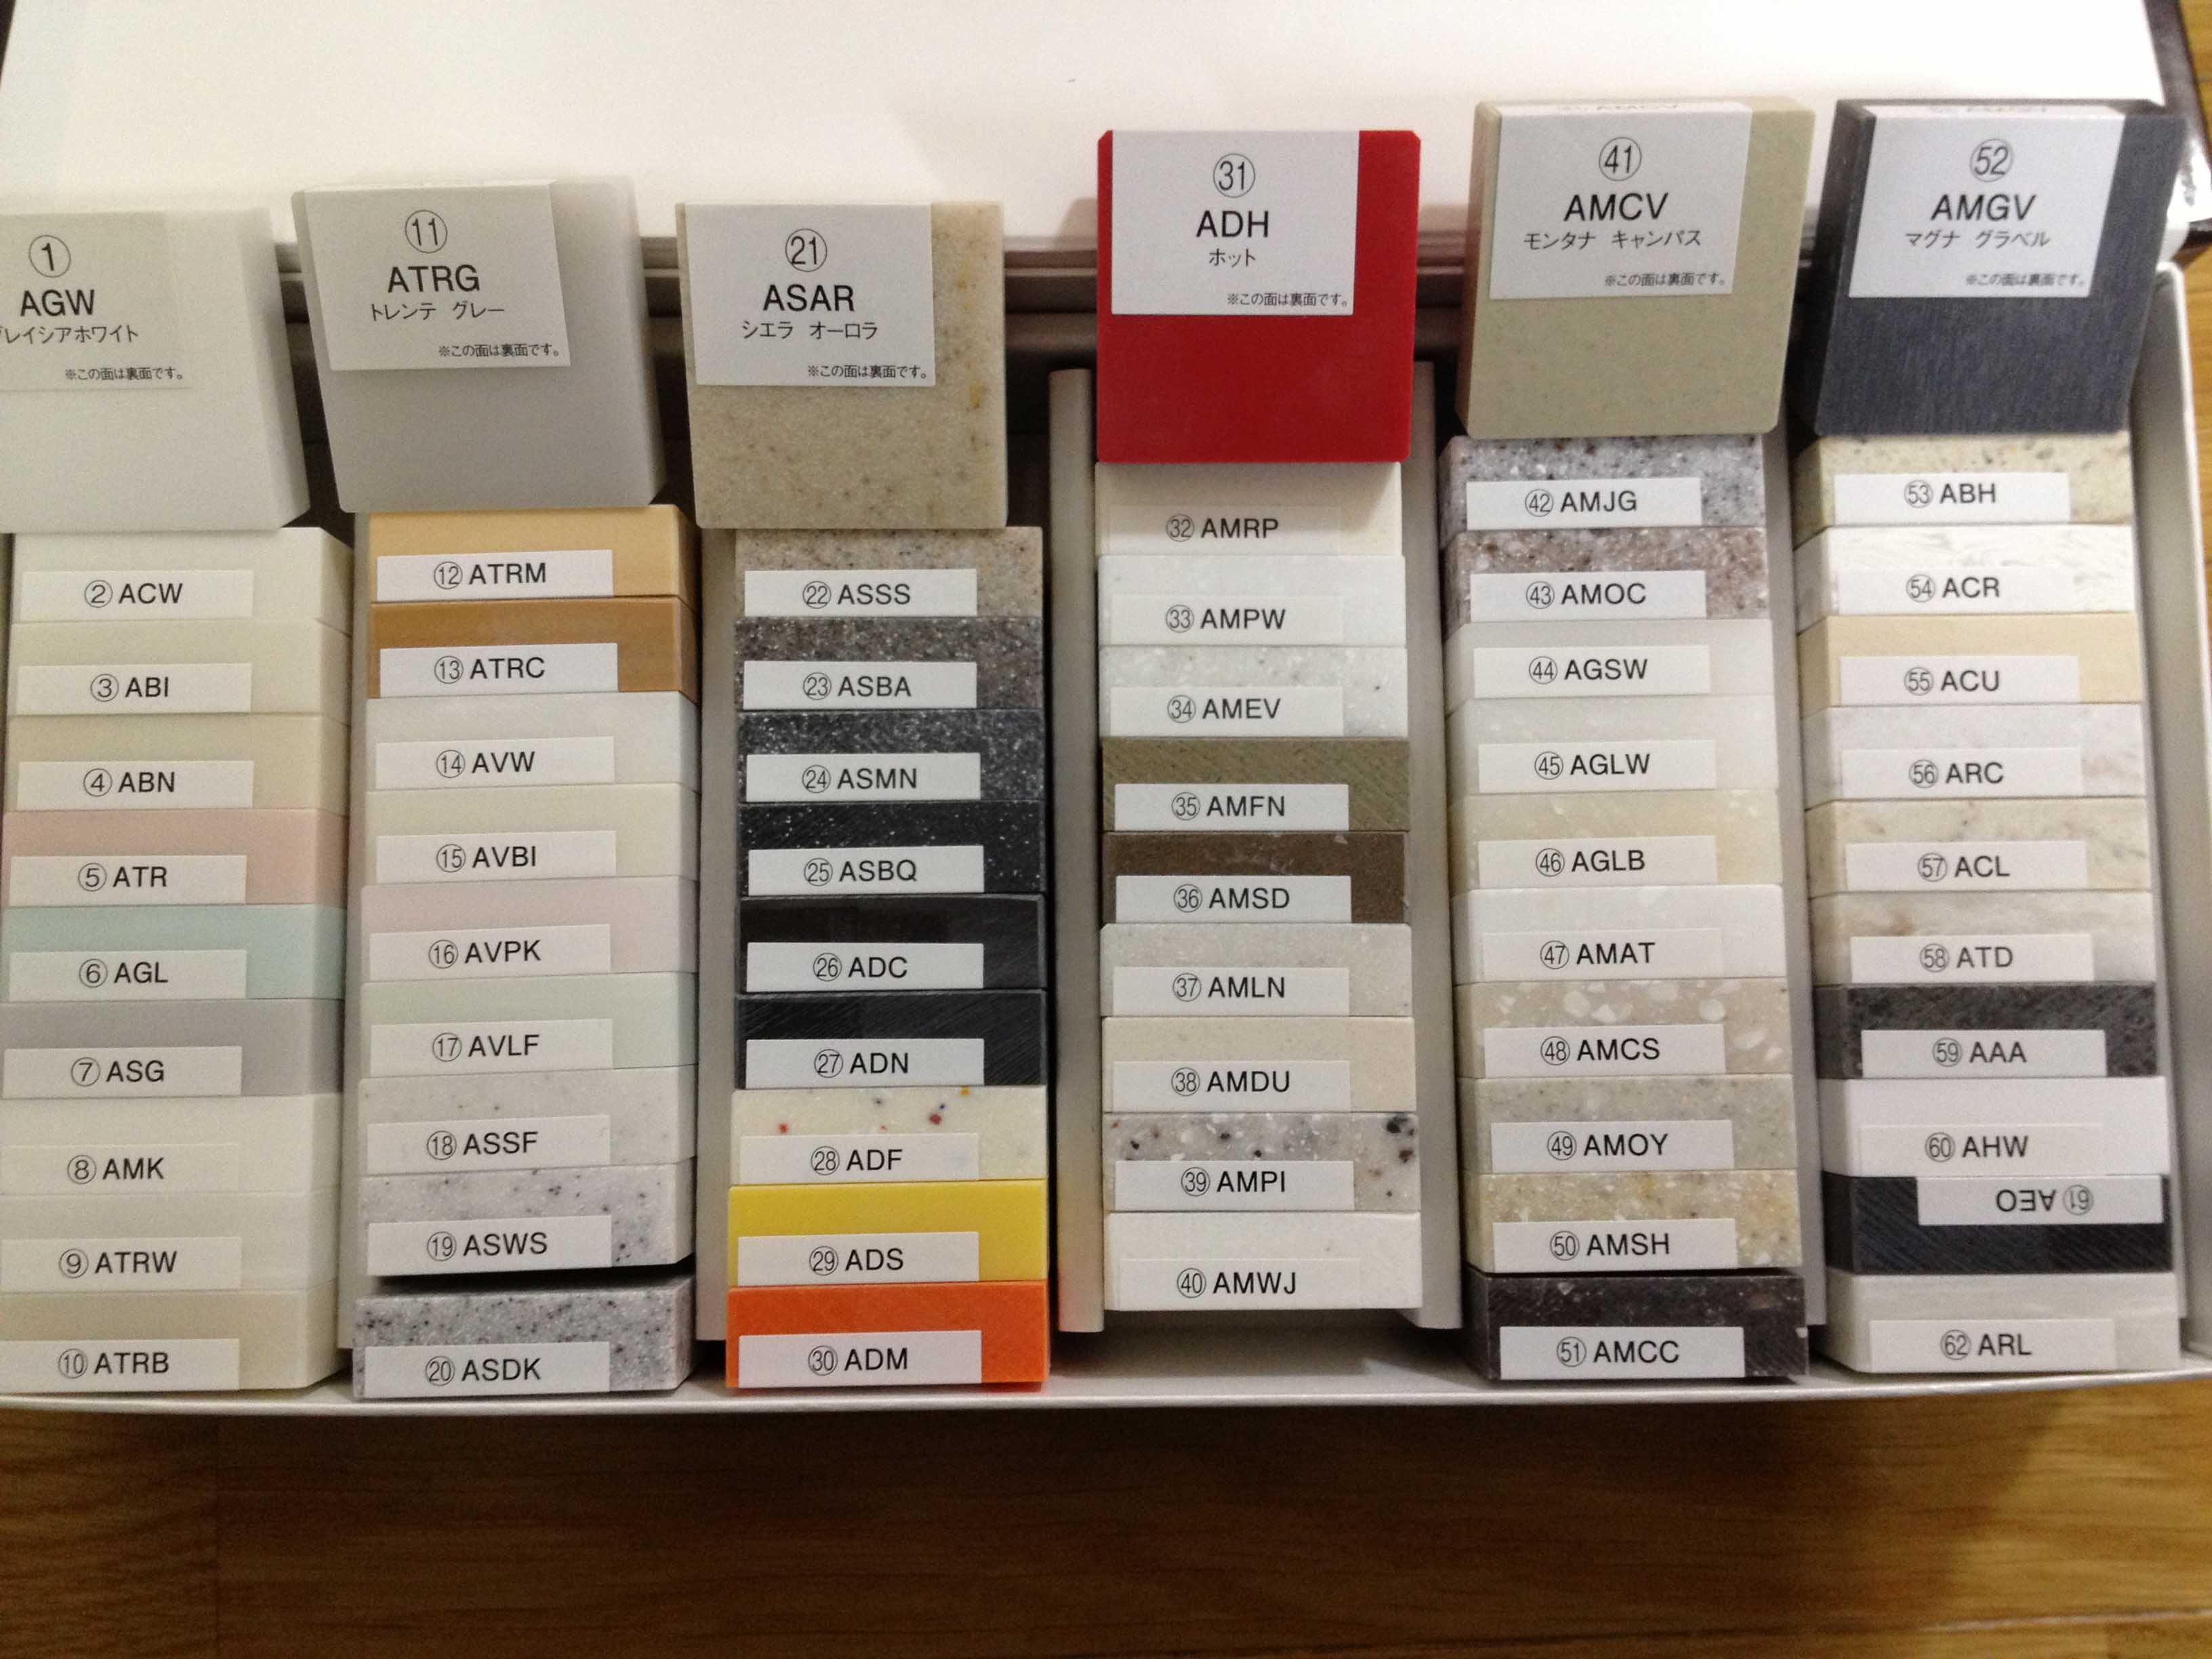 ① 
AGW
レイシアホワイト
※この面は裏面です。
② ACW
③ ABI
④ ABN
⑤ ATR
⑥ AGL
⑦ ASG
⑧ AMK
⑨ ATRW
⑩ ATRB
⑪
ATRG
トレンテ グレー
※この面は裏面です。
⑫ ATRM
⑬ ATRC
⑭ AVW
⑮ AVBI
⑯ AVPK
⑰ AVLF
⑱ ASSF
⑲ ASWS
⑳ ASDK
㉑
ASAR
シエラ オーロラ
※この面は裏面です。
㉒ ASSS
㉓ ASBA
㉔ ASMN
㉕ ASBQ
㉖ ADC
㉗ ADN
㉘ ADF
㉙ ADS
㉚ ADM
㉛
ADH
ホット
※この面は裏面です。
㉜ AMRP
㉝ AMPW
㉞ AMEV
㉟ AMFN
㊱ AMSD
㊲ AMLN
㊳ AMDU
㊴ AMPI
㊵ AMWJ
㊶
AMCV
モンタナ キャンパス
※この面は裏面です。
㊷ AMJG
㊸ AMOC
㊹ AGSW
㊺ AGLW
㊻ AGLB
㊼ AMAT
㊽ AMCS
㊾ AMOY
㊿ AMSH
51 AMCC
52
AMGV
マグナ グラベル
※この面は裏面です。
53 ABH
54 ACR
55 ACU
56 ARC
57 ACL
58 ATD
59 AAA
60 AHW
61 AEO
62 ARL